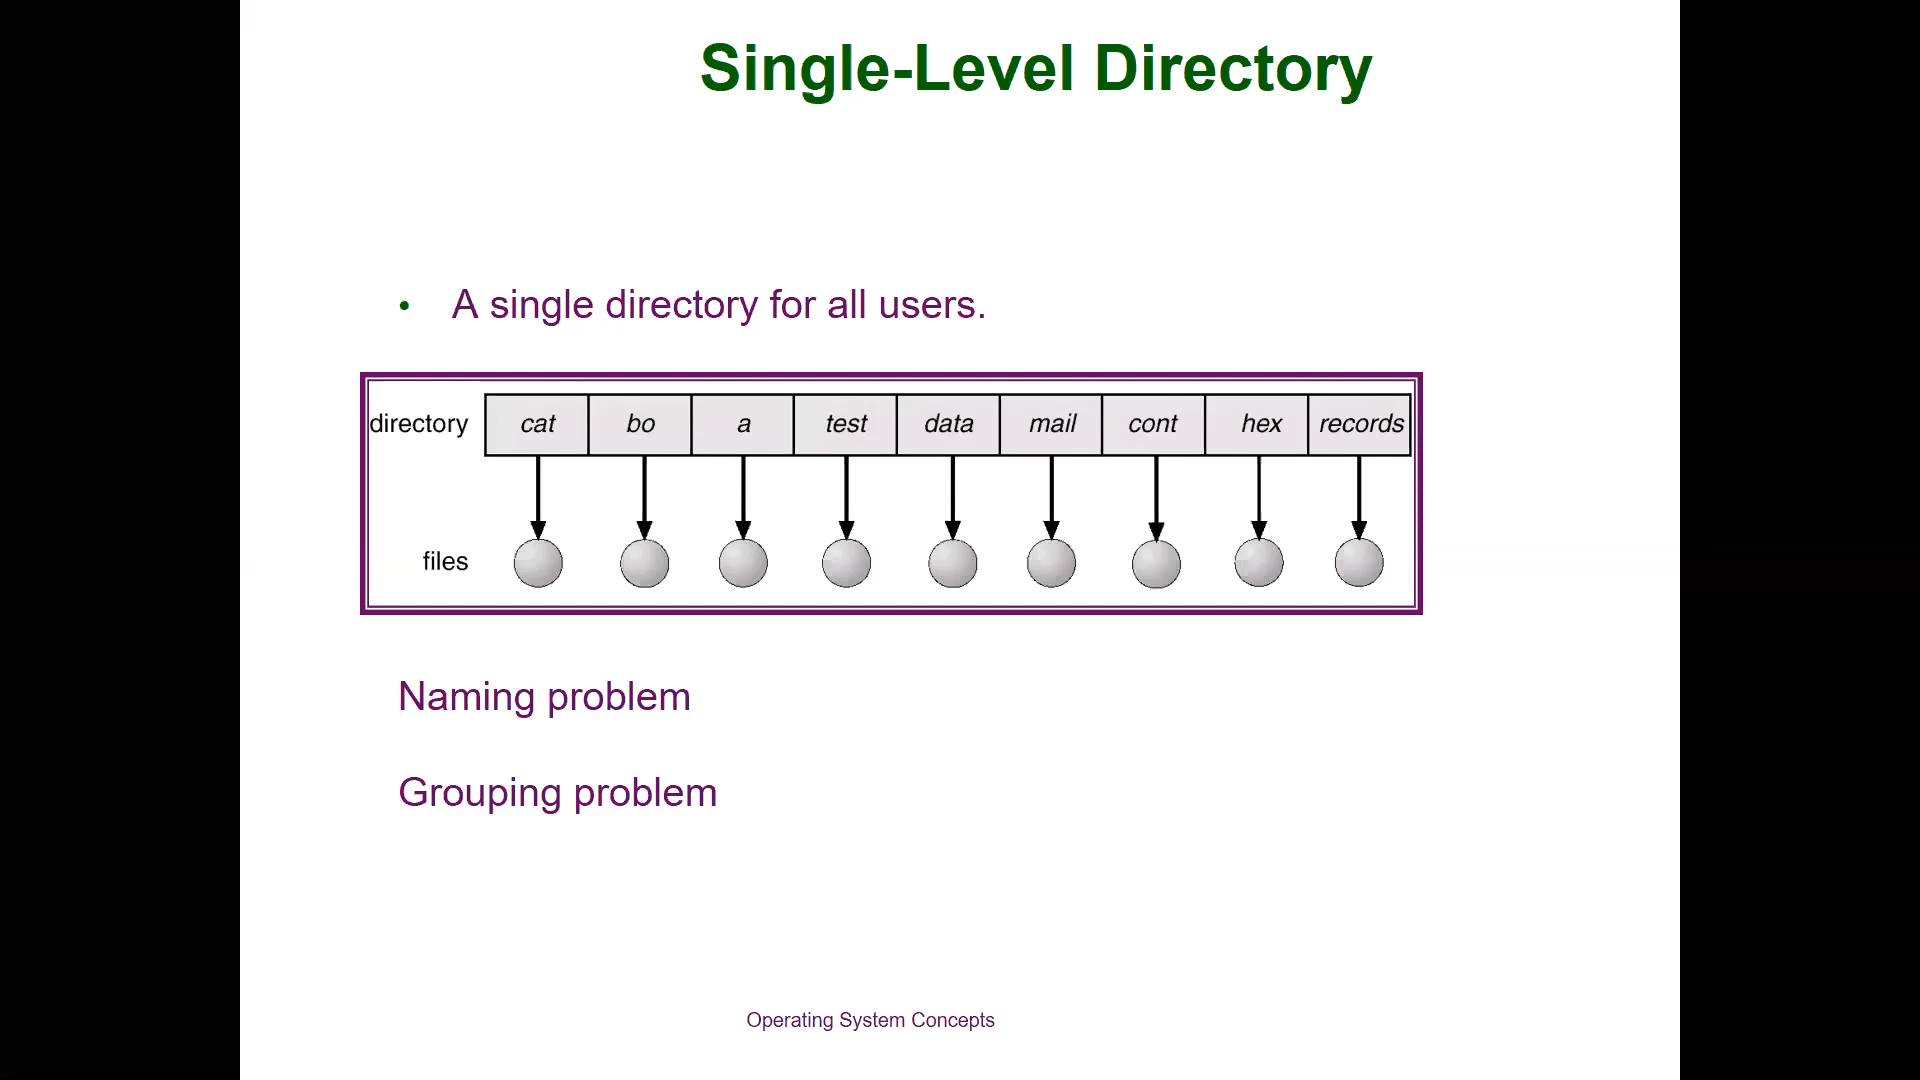 Single-Level Directory
• A single directory for all users.
directory cat bo a test data mail cont hex records
files
Naming problem
Grouping problem
Operating System Concepts